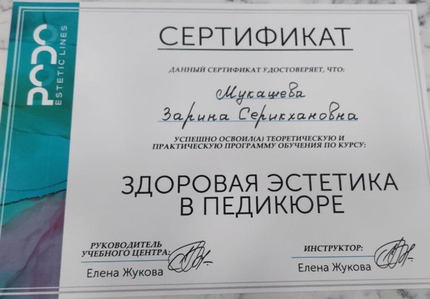 podo
ESTETIC LINES
СЕРТИФИКАТ
ДАННЫЙ СЕРТИФИКАТ УДОСТОВЕРЯЕТ, ЧТО:
Мукашева
Зарина Серикхановна
УСПЕШНО ОСВОИЛ(А) ТЕОРЕТИЧЕСКУЮ И
ПРАКТИЧЕСКУЮ ПРОГРАММУ ОБУЧЕНИЯ ПО КУРСУ:
ЗДОРОВАЯ ЭСТЕТИКА
В ПЕДИКЮРЕ
РУКОВОДИТЕЛЬ
УЧЕБНОГО ЦЕНТРА:
Елена Жукова
ИНСТРУКТОР:
Елена Жукова